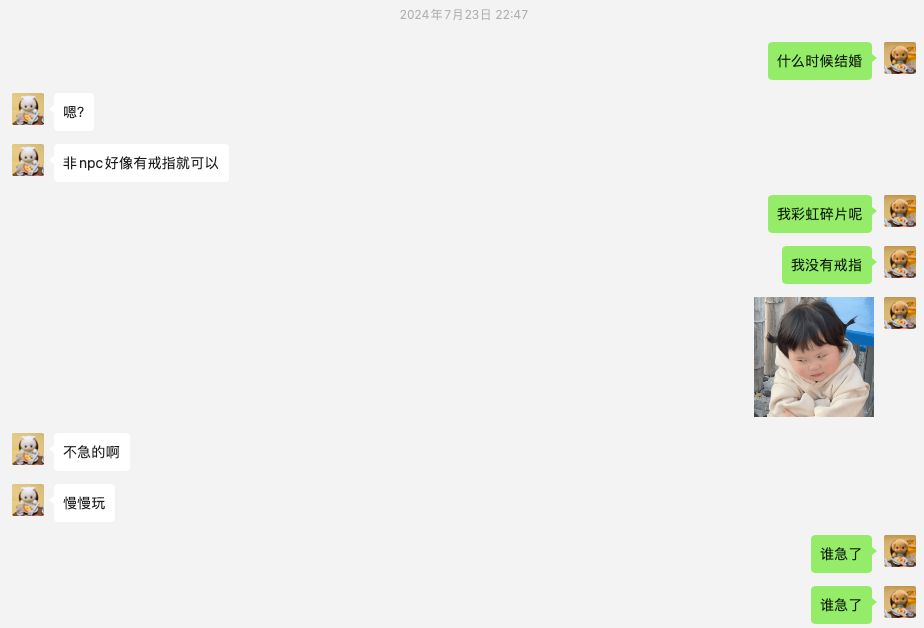 2024年7月23日 22:47
什么时候结婚
嗯?
非npc好像有戒指就可以
我彩虹碎片呢
我没有戒指
不急的啊
慢慢玩
谁急了
谁急了